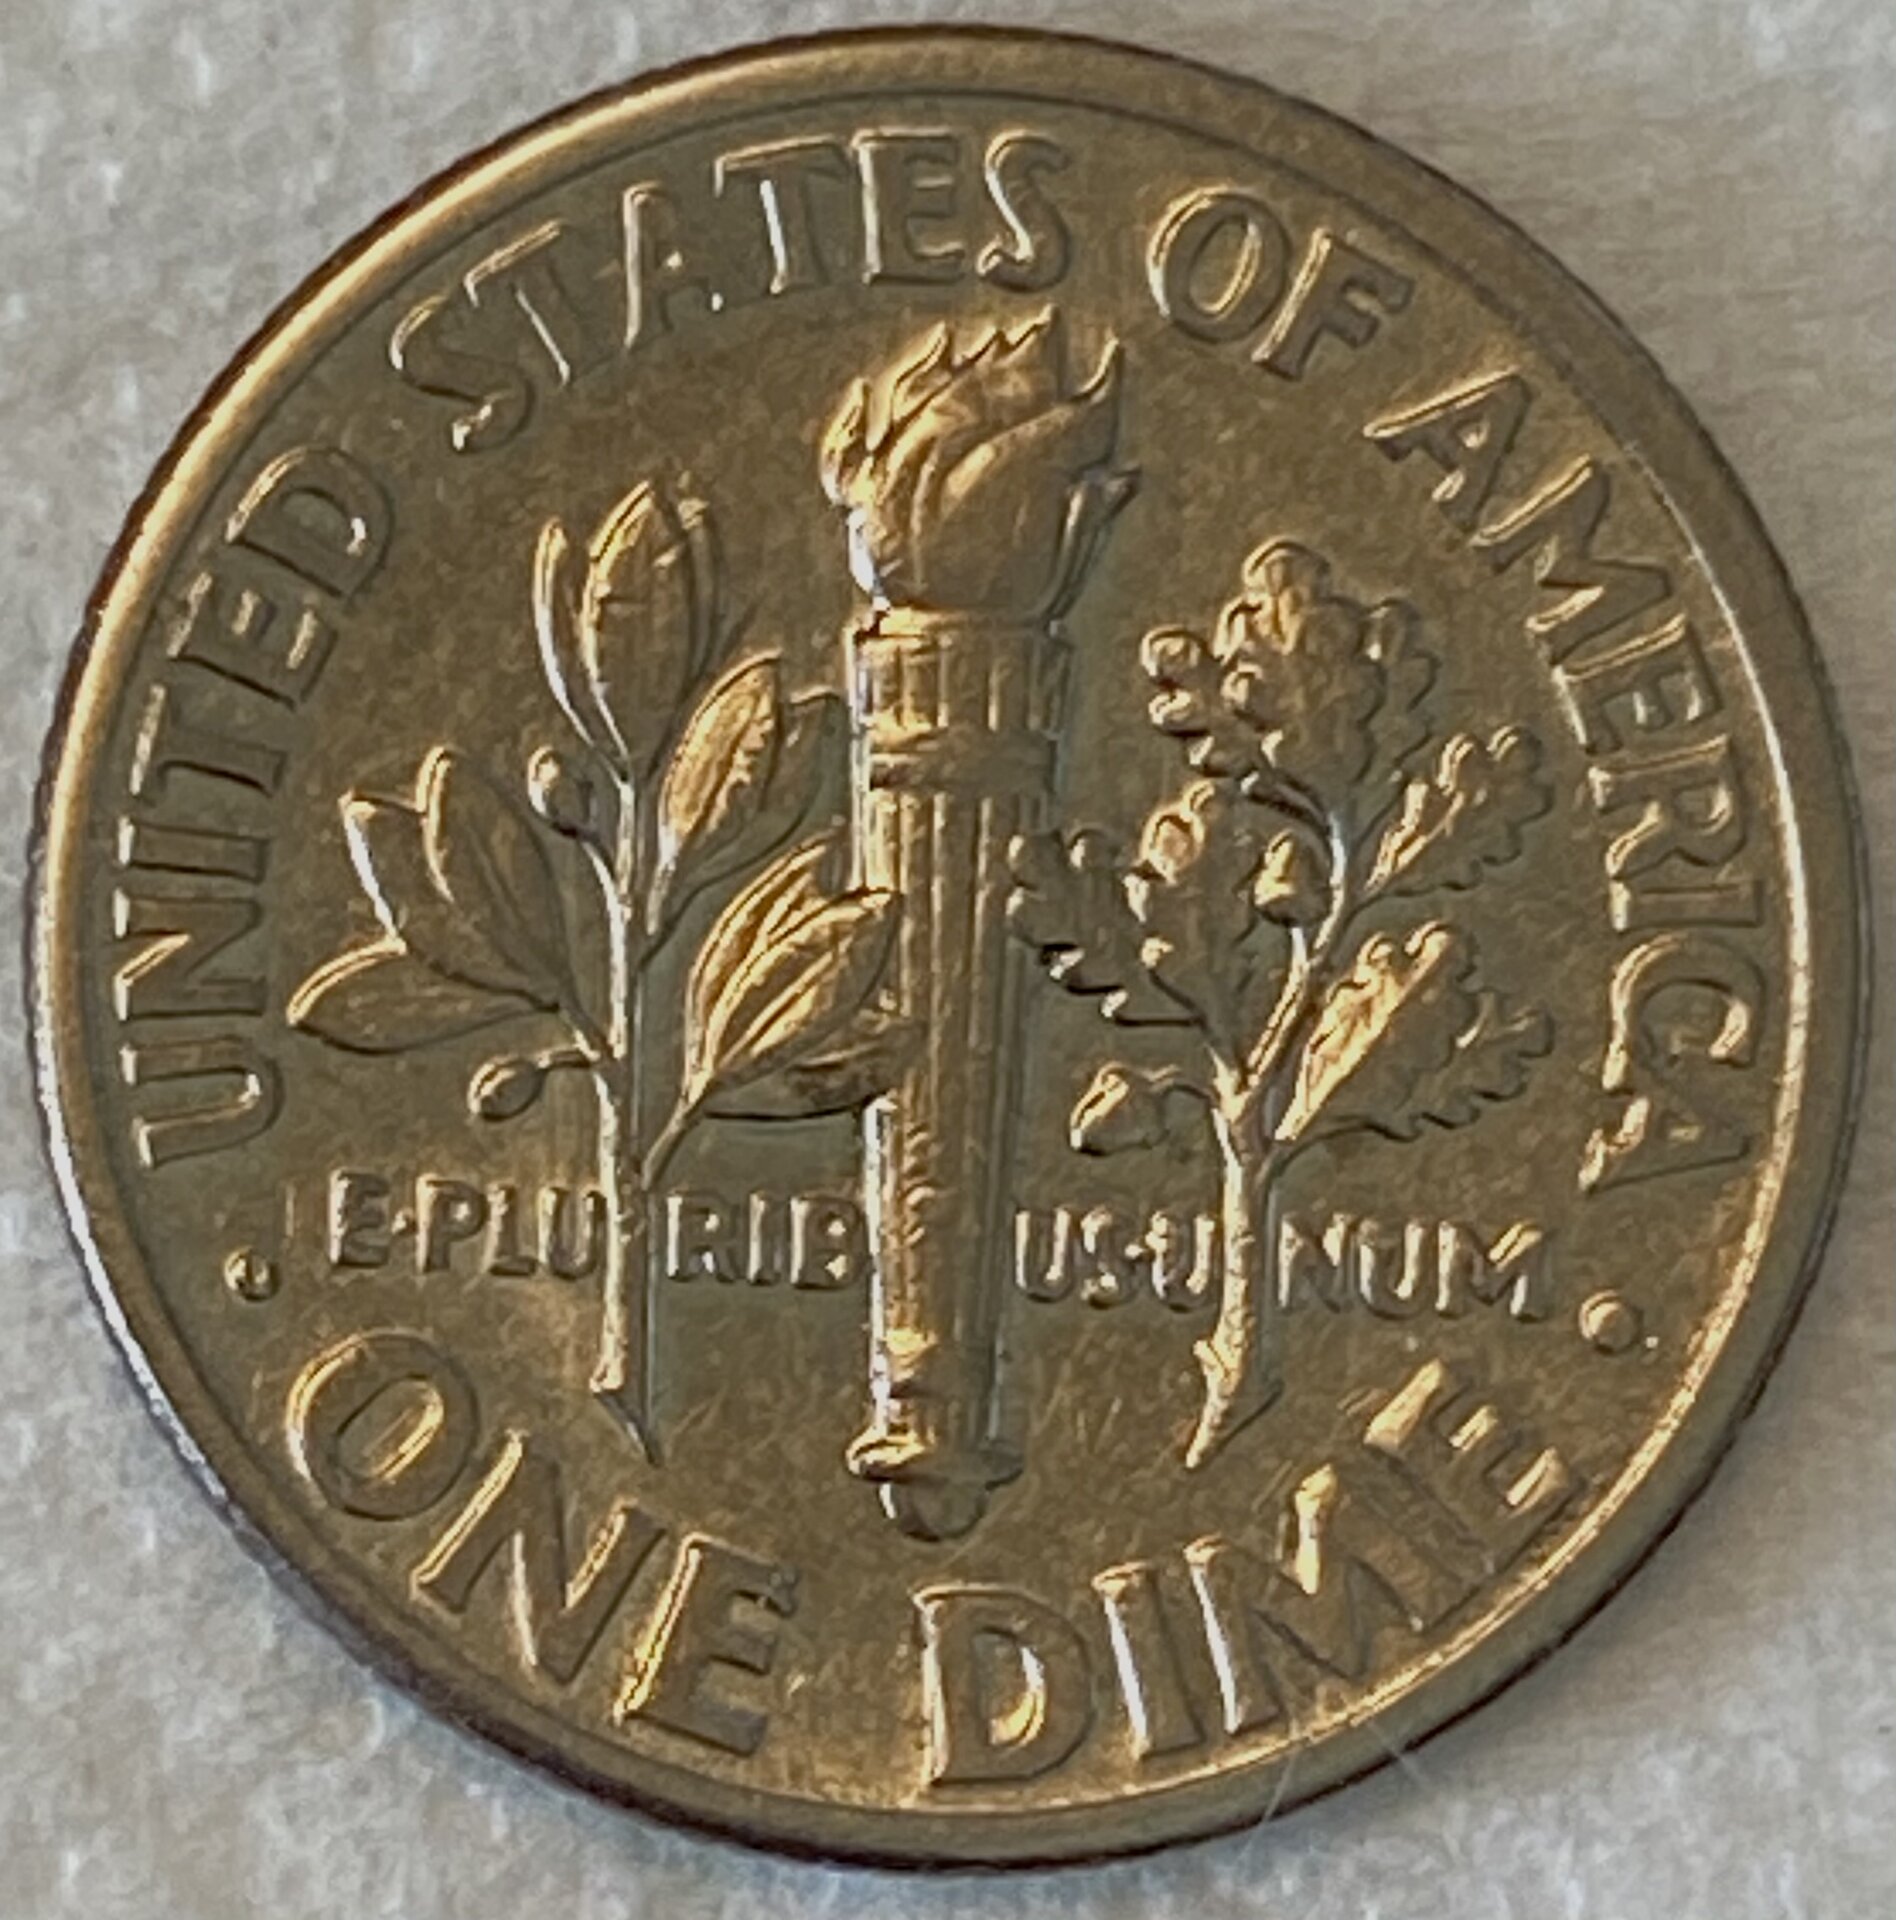 UNITED STATES OF AMERICA
E·PLURIBUS·UNUM
ONE DIME